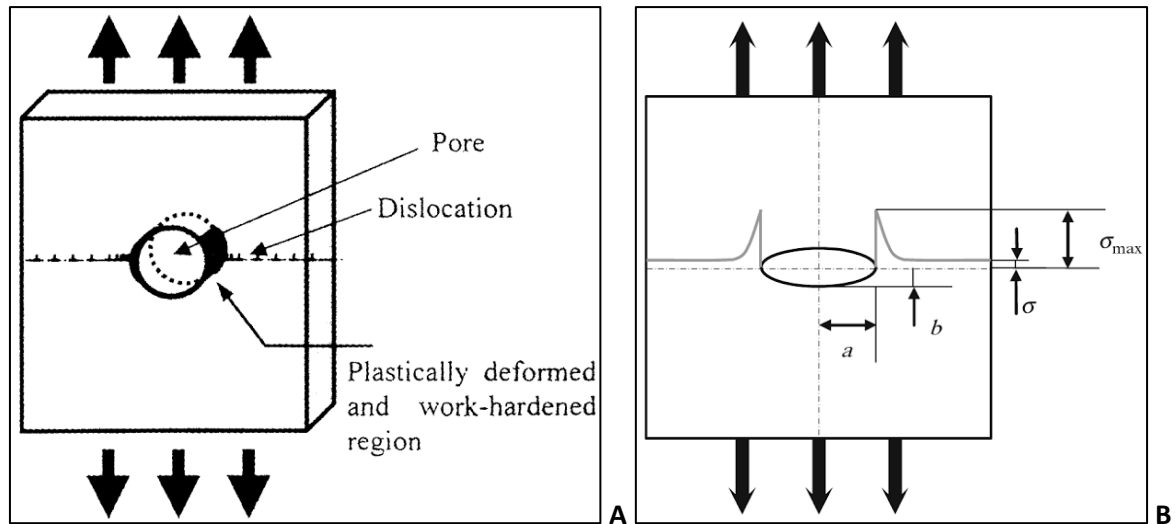 Pore
Dislocation
Plastically deformed
and work-hardened
region
A
σmax
σ
b
a
B